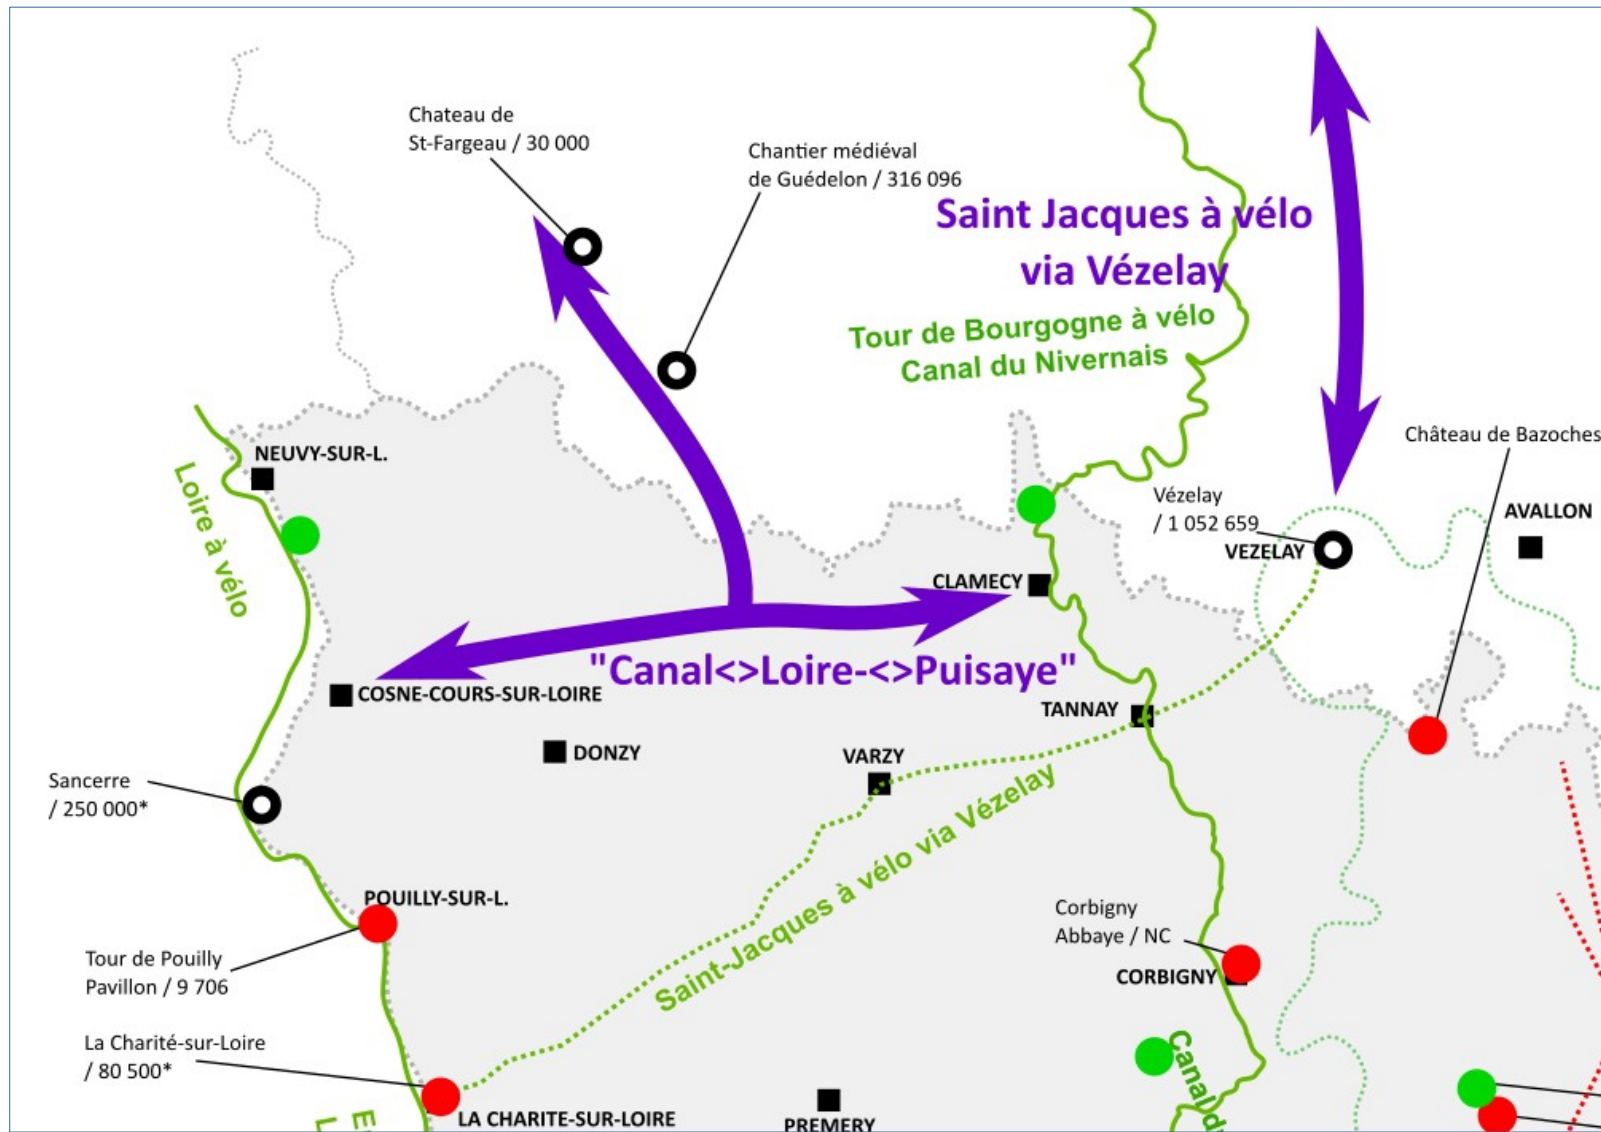 Chateau de
St-Fargeau / 30 000
Chantier médiéval
de Guédelon / 316 096
Saint Jacques à vélo
via Vézelay
Tour de Bourgogne à vélo
Canal du Nivernais
Château de Bazoches
NEUVY-SUR-L.
Loire à vélo
Vézelay
/ 1 052 659
VEZELAY
AVALLON
CLAMECY
"Canal<>Loire-<>Puisaye"
COSNE-COURS-SUR-LOIRE
TANNAY
DONZY
VARZY
Sancerre
/ 250 000*
Saint-Jacques à vélo via Vézelay
POUILLY-SUR-L.
Tour de Pouilly
Pavillon / 9 706
Corbigny
Abbaye / NC
CORBIGNY
La Charité-sur-Loire
/ 80 500*
LA CHARITE-SUR-LOIRE
PREMERY
Canal du